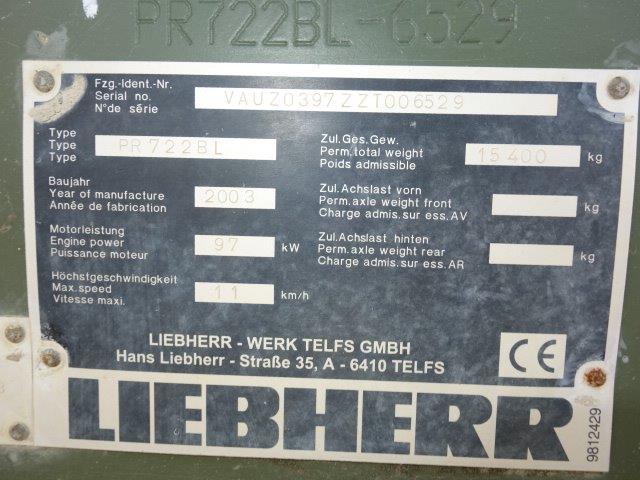 PR722BL-6529
Fzg.-Ident.-Nr.
Serial no. VAUZ0397ZZT006529
N°de série
Type
Type PR722BL
Type
Zul.Ges.Gew.
Perm.total weight 15400 kg
Poids admissible
Baujahr
Year of manufacture 2003
Année de fabrication
Zul.Achslast vorn
Perm.axle weight front kg
Charge admis.sur ess.AV
Motorleistung
Engine power 97 kW
Puissance moteur
Zul.Achslast hinten
Perm.axle weight rear kg
Charge admis.sur ess.AR
Höchstgeschwindigkeit
Max.speed 11 km/h
Vitesse maxi.
LIEBHERR - WERK TELFS GMBH
Hans Liebherr - Straße 35, A - 6410 TELFS
CE
LIEBHERR
9812429